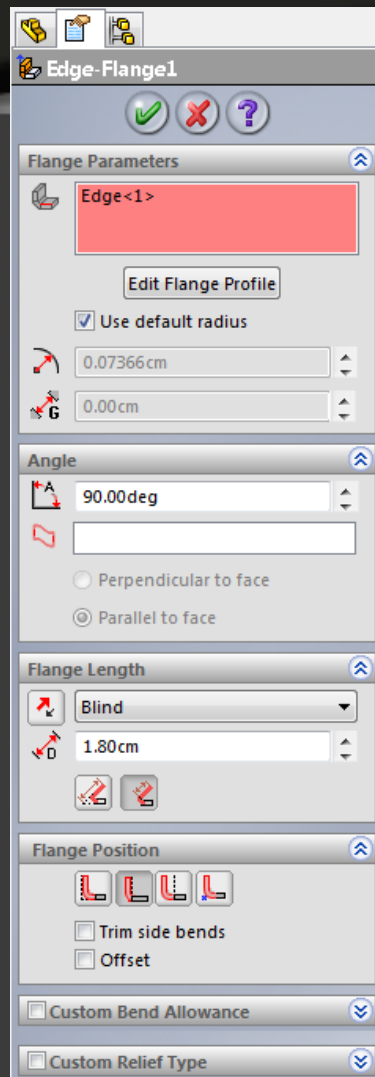 Edge-Flange1
Flange Parameters
Edge<1>
Edit Flange Profile
Use default radius
0.07366cm
G
0.00cm
Angle
A
90.00deg
Perpendicular to face
Parallel to face
Flange Length
Blind
D
1.80cm
Flange Position
Trim side bends
Offset
Custom Bend Allowance
Custom Relief Type